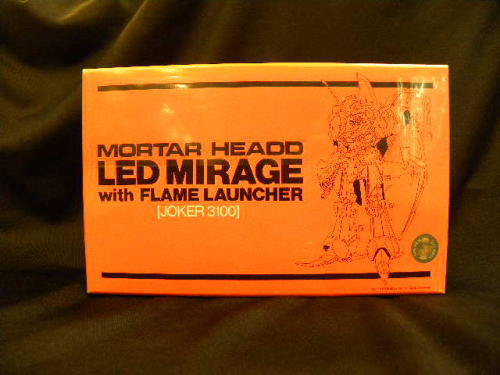 MORTAR HEADD
LED MIRAGE
with FLAME LAUNCHER
[JOKER 3100]